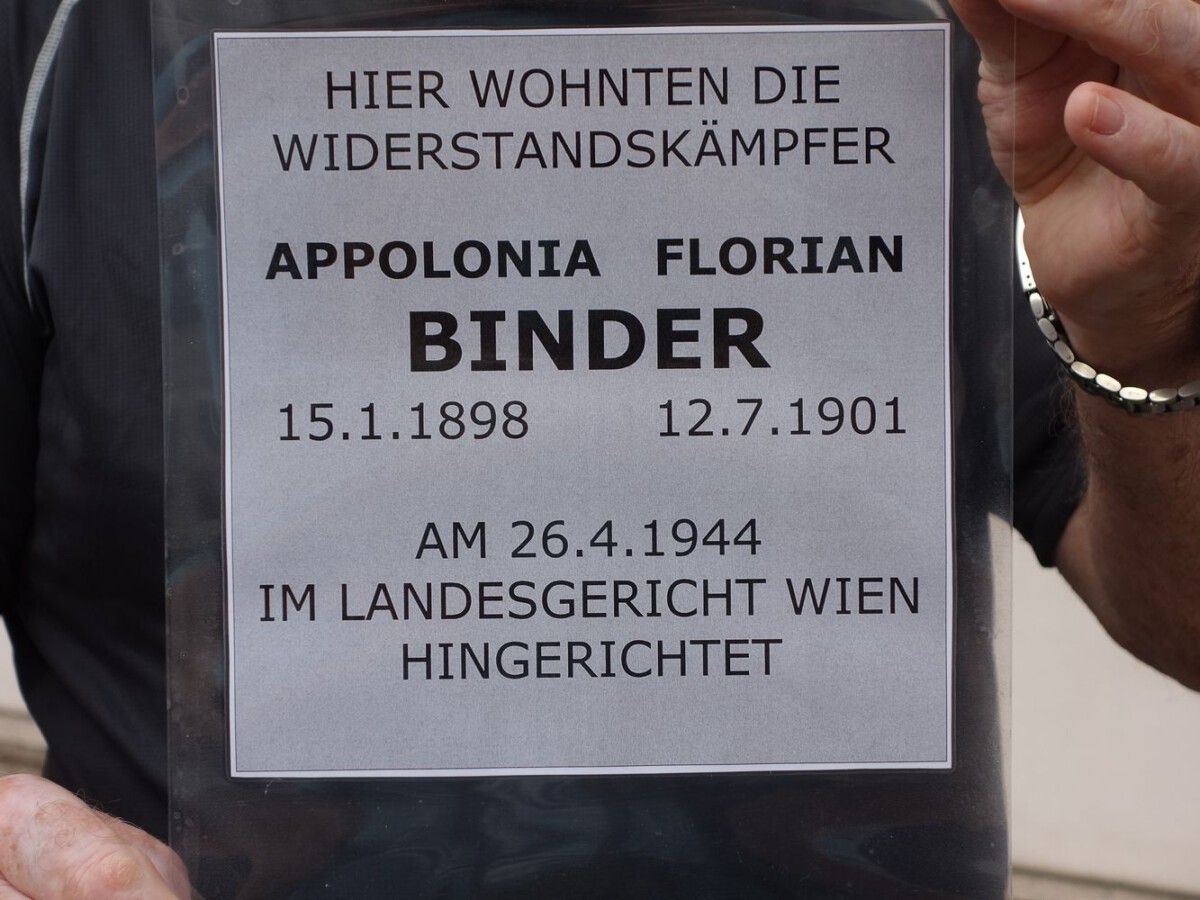 HIER WOHNTEN DIE
WIDERSTANDSKÄMPFER
APPOLONIA FLORIAN
BINDER
15.1.1898 12.7.1901
AM 26.4.1944
IM LANDESGERICHT WIEN
HINGERICHTET